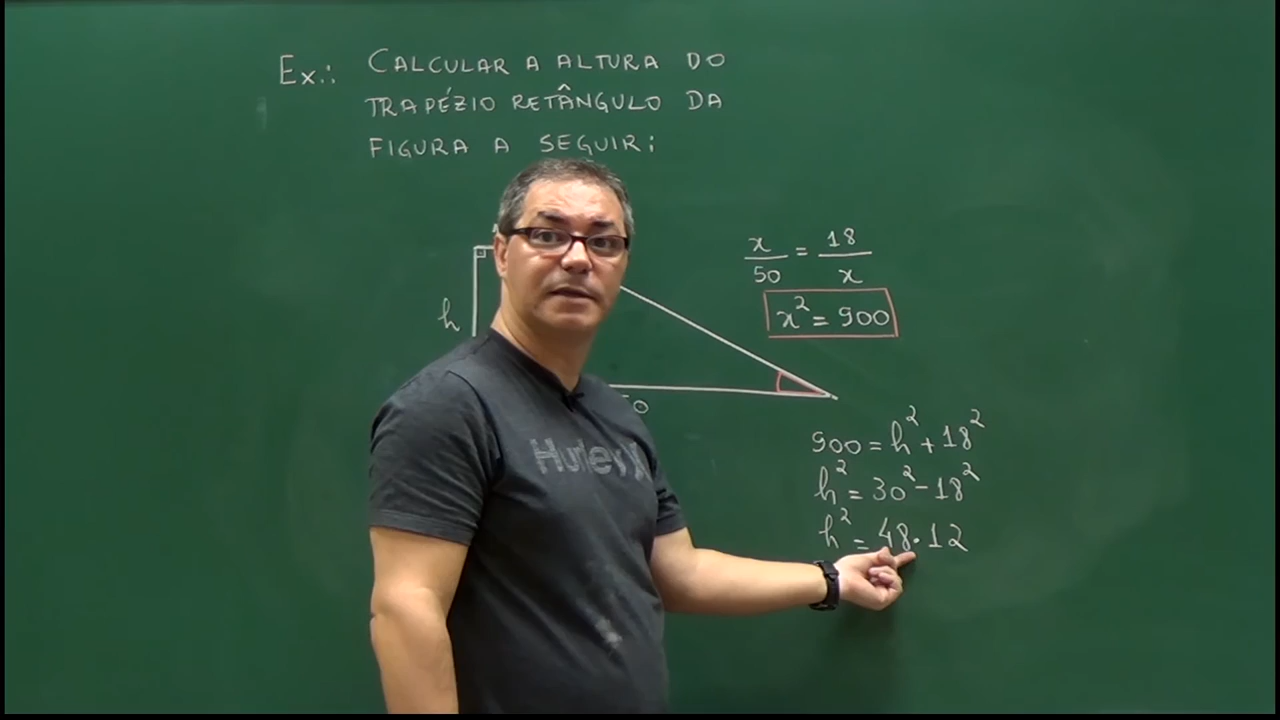 Ex.: CALCULAR A ALTURA DO
TRAPÉZIO RETÂNGULO DA
FIGURA A SEGUIR:
h
x/50 = 18/x
x² = 900
900 = h² + 18²
h² = 30² - 18²
h² = 48·12
Hurley